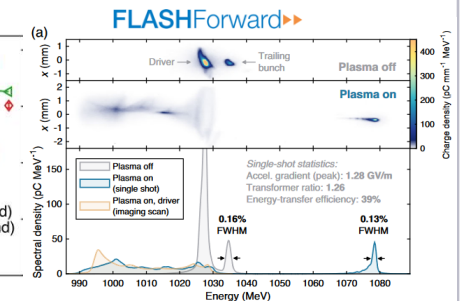 FLASHForward
(a)
1
0
-1
x (mm)
Driver
Trailing
bunch
Plasma off
400
300
200
100
0
Charge density (pC mm⁻¹ MeV⁻¹)
2
1
0
-1
-2
x (mm)
Plasma on
150
100
50
0
Spectral density (pC MeV⁻¹)
Plasma off
Plasma on
(single shot)
Plasma on, driver
(imaging scan)
Single-shot statistics:
Accel. gradient (peak): 1.28 GV/m
Transformer ratio: 1.26
Energy-transfer efficiency: 39%
0.16%
FWHM
0.13%
FWHM
990 1000 1010 1020 1030 1040 1050 1060 1070 1080
Energy (MeV)
d)
nd)